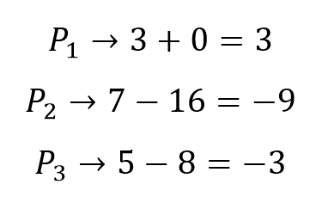 P₁ → 3 + 0 = 3
P₂ → 7 − 16 = −9
P₃ → 5 − 8 = −3